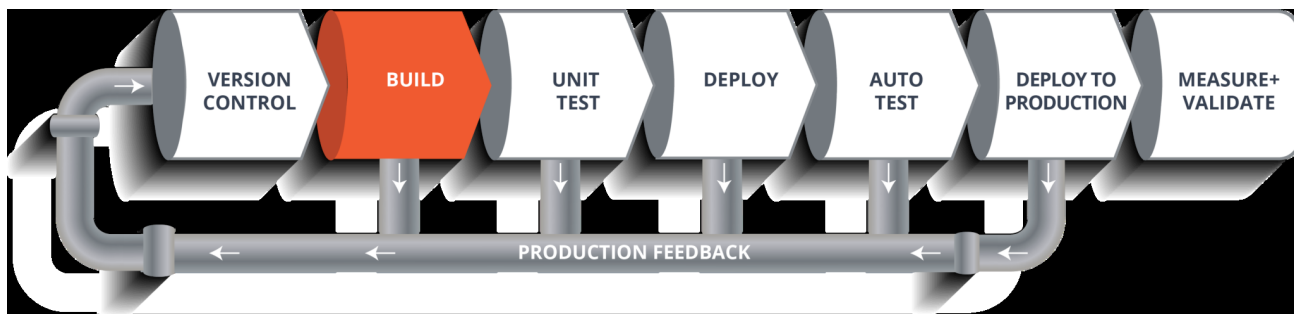 VERSION
CONTROL
BUILD
UNIT
TEST
DEPLOY
AUTO
TEST
DEPLOY TO
PRODUCTION
MEASURE+
VALIDATE
PRODUCTION FEEDBACK